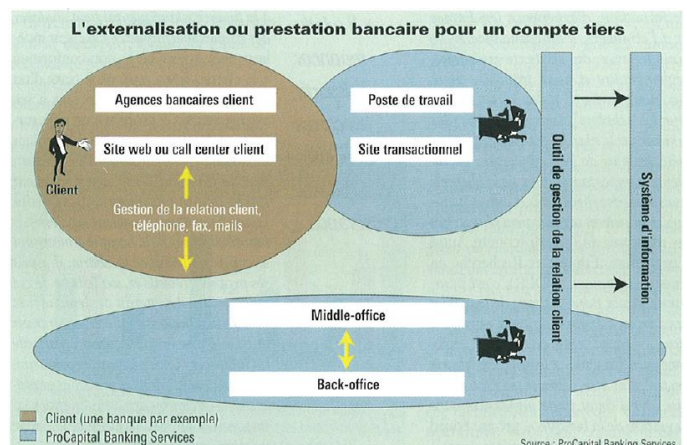 L'externalisation ou prestation bancaire pour un compte tiers
Agences bancaires client
Site web ou call center client
Client
Gestion de la relation client,
téléphone, fax, mails
Poste de travail
Site transactionnel
Outil de gestion de la relation client
Système d'information
Middle-office
Back-office
Client (une banque par exemple)
ProCapital Banking Services
Source : ProCapital Banking Services